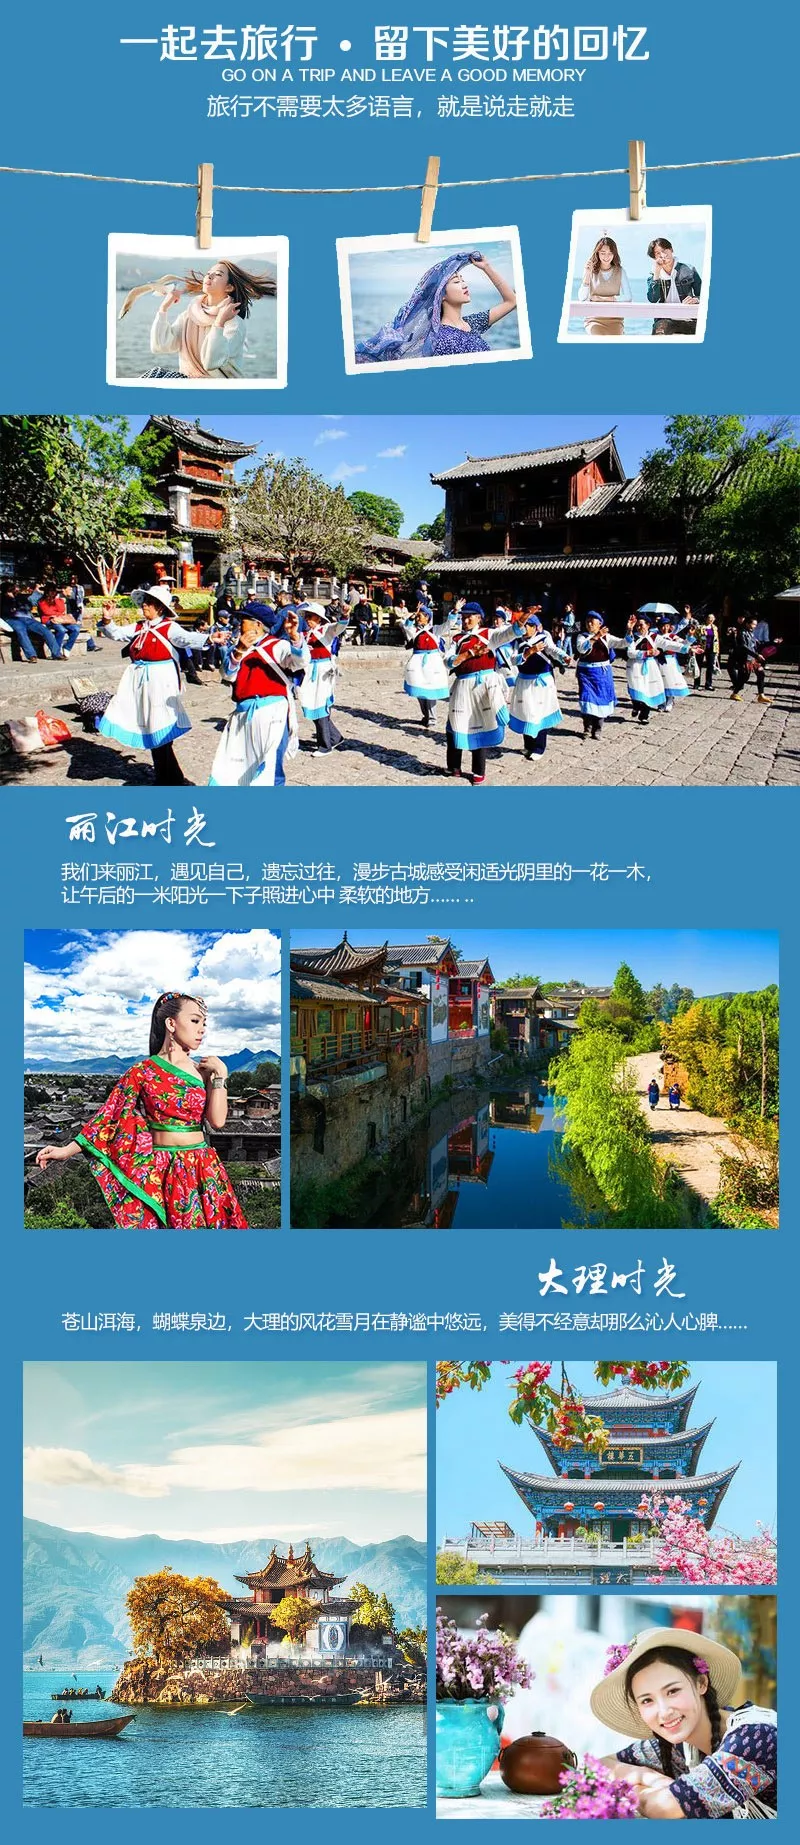 一起去旅行·留下美好的回忆
GO ON A TRIP AND LEAVE A GOOD MEMORY
旅行不需要太多语言，就是说走就走
丽江时光
我们来丽江，遇见自己，遗忘过往，漫步古城感受闲适光阴里的一花一木，
让午后的一米阳光一下子照进心中 柔软的地方...... ..
大理时光
苍山洱海，蝴蝶泉边，大理的风花雪月在静谧中悠远，美得不经意却那么沁人心脾......
樓華五